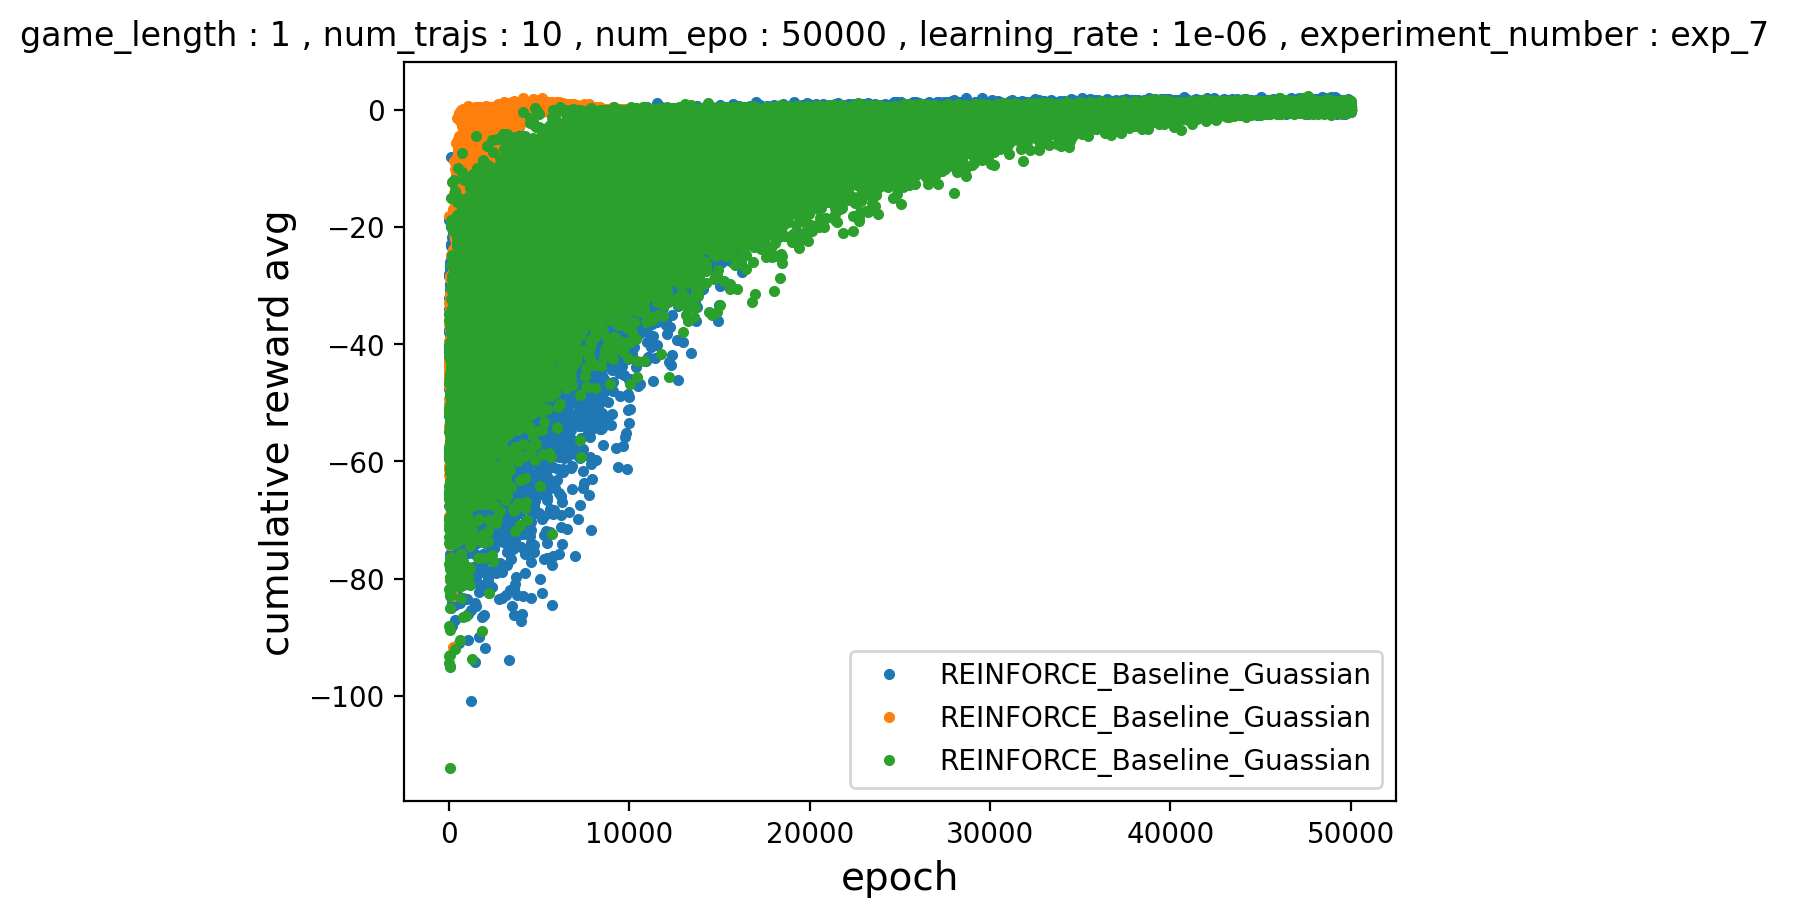 game_length : 1 , num_trajs : 10 , num_epo : 50000 , learning_rate : 1e-06 , experiment_number : exp_7
0
−20
−40
−60
−80
−100
cumulative reward avg
REINFORCE_Baseline_Guassian
REINFORCE_Baseline_Guassian
REINFORCE_Baseline_Guassian
0 10000 20000 30000 40000 50000
epoch